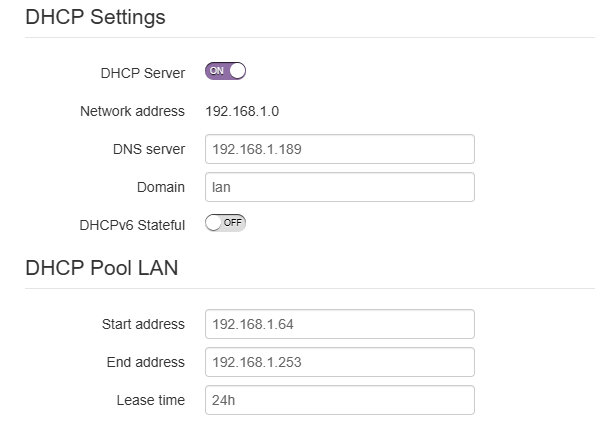 DHCP Settings
DHCP Server ON
Network address 192.168.1.0
DNS server 192.168.1.189
Domain lan
DHCPv6 Stateful OFF
DHCP Pool LAN
Start address 192.168.1.64
End address 192.168.1.253
Lease time 24h